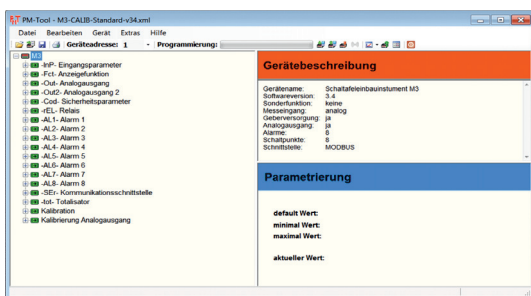 PM-Tool - M3-CALIB-Standard-v34.xml
Datei Bearbeiten Gerät Extras Hilfe
Geräteadresse: 1 - Programmierung:
M3
-InP- Eingangsparameter
-Fct- Anzeigefunktion
-Out- Analogausgang
-Out2- Analogausgang 2
-Cod- Sicherheitsparameter
-rEL- Relais
-AL1- Alarm 1
-AL2- Alarm 2
-AL3- Alarm 3
-AL4- Alarm 4
-AL5- Alarm 5
-AL6- Alarm 6
-AL7- Alarm 7
-AL8- Alarm 8
-SEr- Kommunikationsschnittstelle
-tot- Totalisator
Kalibration
Kalibrierung Analogausgang
Gerätebeschreibung
Gerätename: Schaltafeleinbauinstument M3
Softwareversion: 3.4
Sonderfunktion: keine
Messeingang: analog
Geberversorgung: ja
Analogausgang: ja
Alarme: 8
Schaltpunkte: 8
Schnittstelle: MODBUS
Parametrierung
default Wert:
minimal Wert:
maximal Wert:
aktueller Wert: